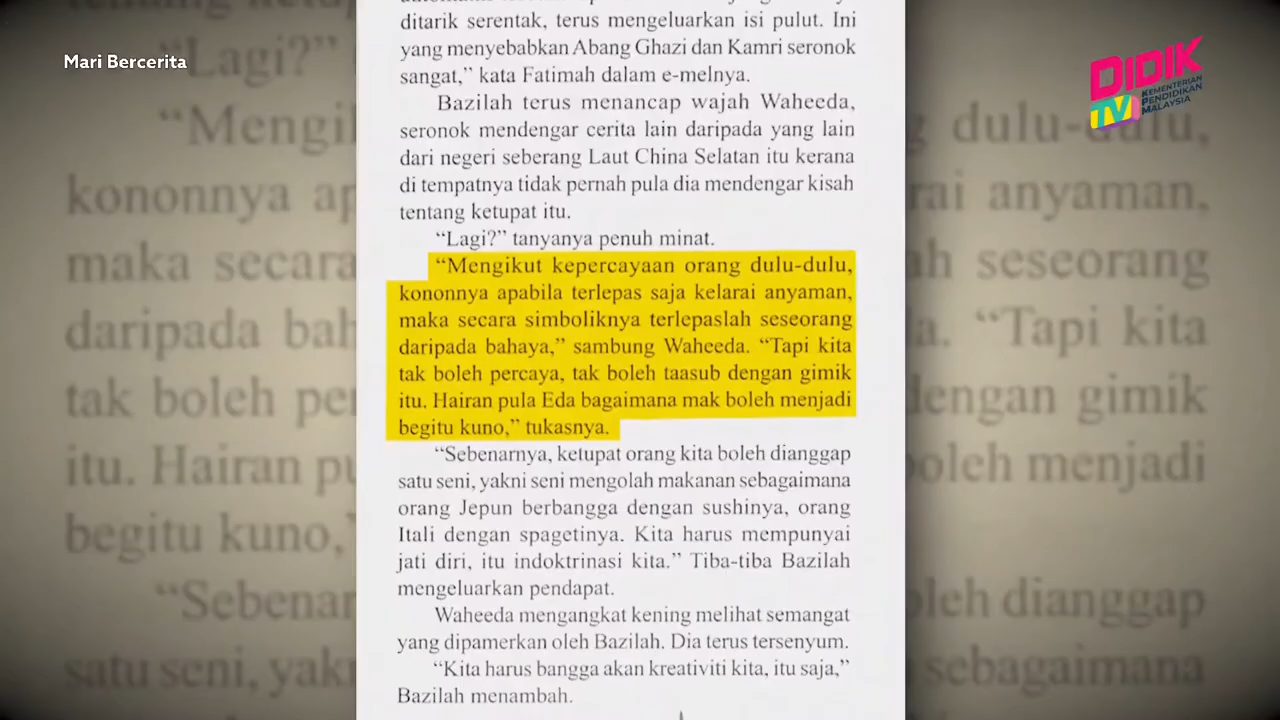 Mari Bercerita
DIDIK
TV
KEMENTERIAN
PENDIDIKAN
MALAYSIA
ditarik serentak, terus mengeluarkan isi pulut. Ini
yang menyebabkan Abang Ghazi dan Kamri seronok
sangat,” kata Fatimah dalam e-melnya.
Bazilah terus menancap wajah Waheeda,
seronok mendengar cerita lain daripada yang lain
dari negeri seberang Laut China Selatan itu kerana
di tempatnya tidak pernah pula dia mendengar kisah
tentang ketupat itu.
“Lagi?” tanyanya penuh minat.
“Mengikut kepercayaan orang dulu-dulu,
kononnya apabila terlepas saja kelarai anyaman,
maka secara simboliknya terlepaslah seseorang
daripada bahaya,” sambung Waheeda. “Tapi kita
tak boleh percaya, tak boleh taasub dengan gimik
itu. Hairan pula Eda bagaimana mak boleh menjadi
begitu kuno,” tukasnya.
“Sebenarnya, ketupat orang kita boleh dianggap
satu seni, yakni seni mengolah makanan sebagaimana
orang Jepun berbangga dengan sushinya, orang
Itali dengan spagetinya. Kita harus mempunyai
jati diri, itu indoktrinasi kita.” Tiba-tiba Bazilah
mengeluarkan pendapat.
Waheeda mengangkat kening melihat semangat
yang dipamerkan oleh Bazilah. Dia terus tersenyum.
“Kita harus bangga akan kreativiti kita, itu saja,”
Bazilah menambah.